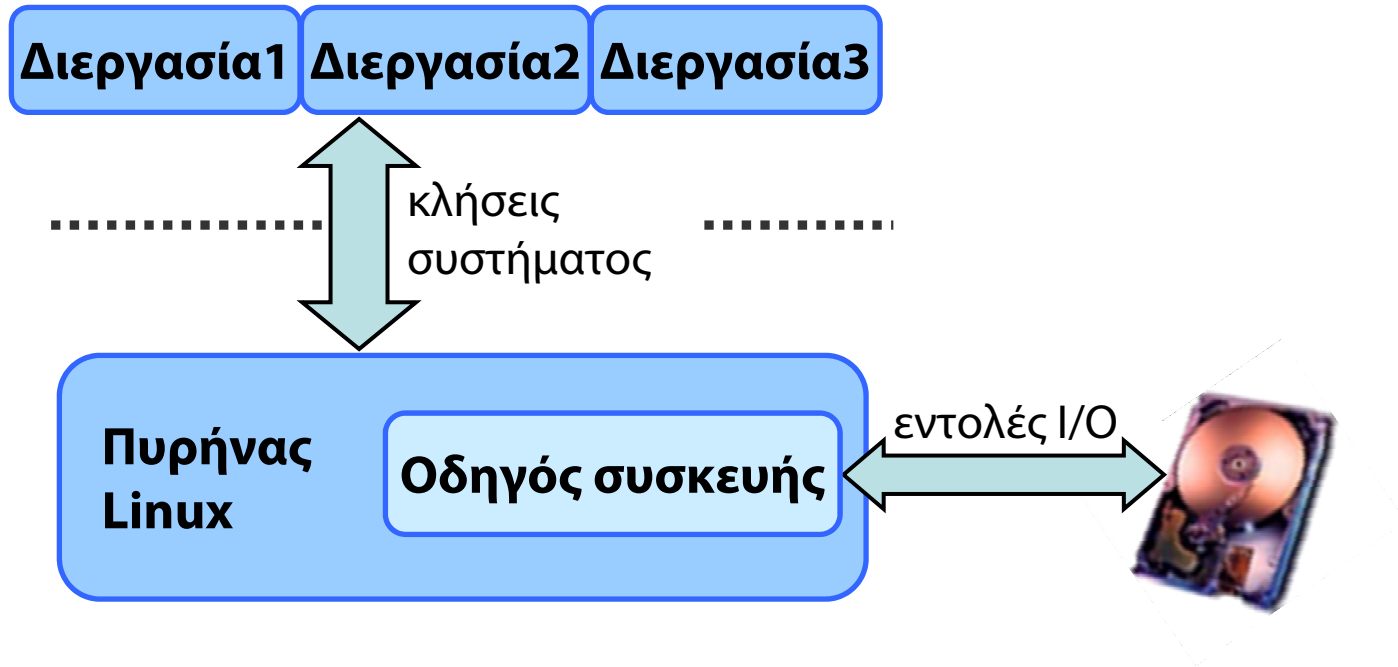 Διεργασία1 Διεργασία2 Διεργασία3
κλήσεις
συστήματος
Πυρήνας
Linux
Οδηγός συσκευής
εντολές I/O